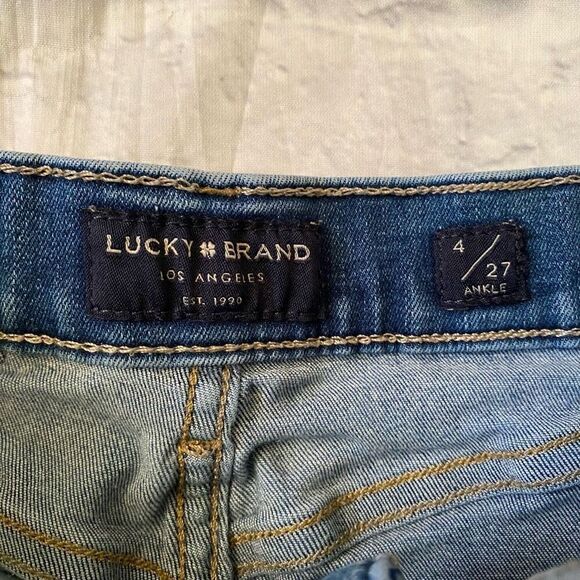 LUCKY BRAND
LOS ANGELES
EST. 1990
4/27
ANKLE